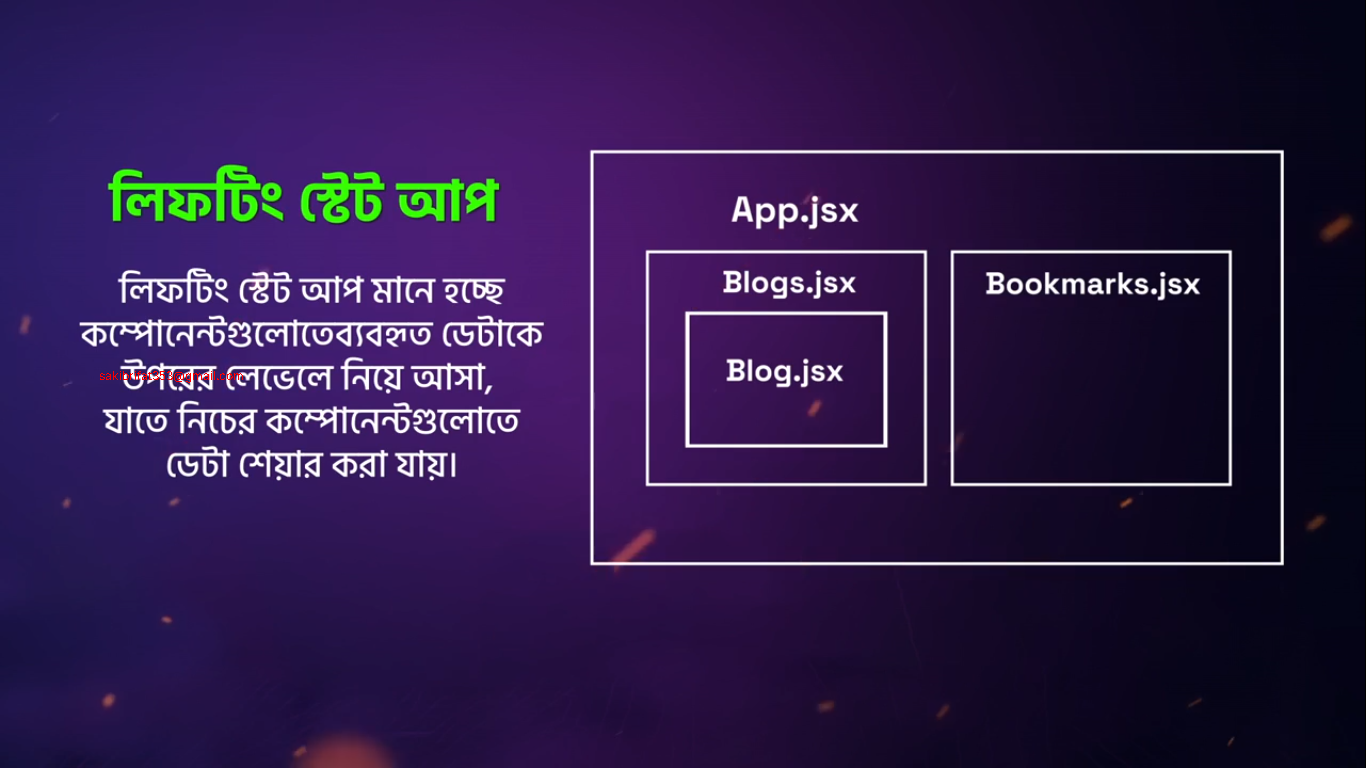 লিফটিং স্টেট আপ
লিফটিং স্টেট আপ মানে হচ্ছে
কম্পোনেন্টগুলোতেব্যবহৃত ডেটাকে
উপরের লেভেলে নিয়ে আসা,
যাতে নিচের কম্পোনেন্টগুলোতে
ডেটা শেয়ার করা যায়।
App.jsx
Blogs.jsx
Bookmarks.jsx
Blog.jsx